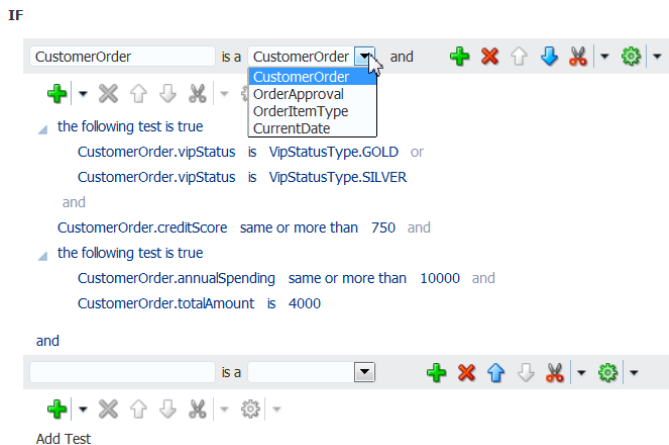 IF
CustomerOrder is a CustomerOrder and
CustomerOrder
OrderApproval
OrderItemType
CurrentDate
the following test is true
CustomerOrder.vipStatus is VipStatusType.GOLD or
CustomerOrder.vipStatus is VipStatusType.SILVER
and
CustomerOrder.creditScore same or more than 750 and
the following test is true
CustomerOrder.annualSpending same or more than 10000 and
CustomerOrder.totalAmount is 4000
and
is a
Add Test